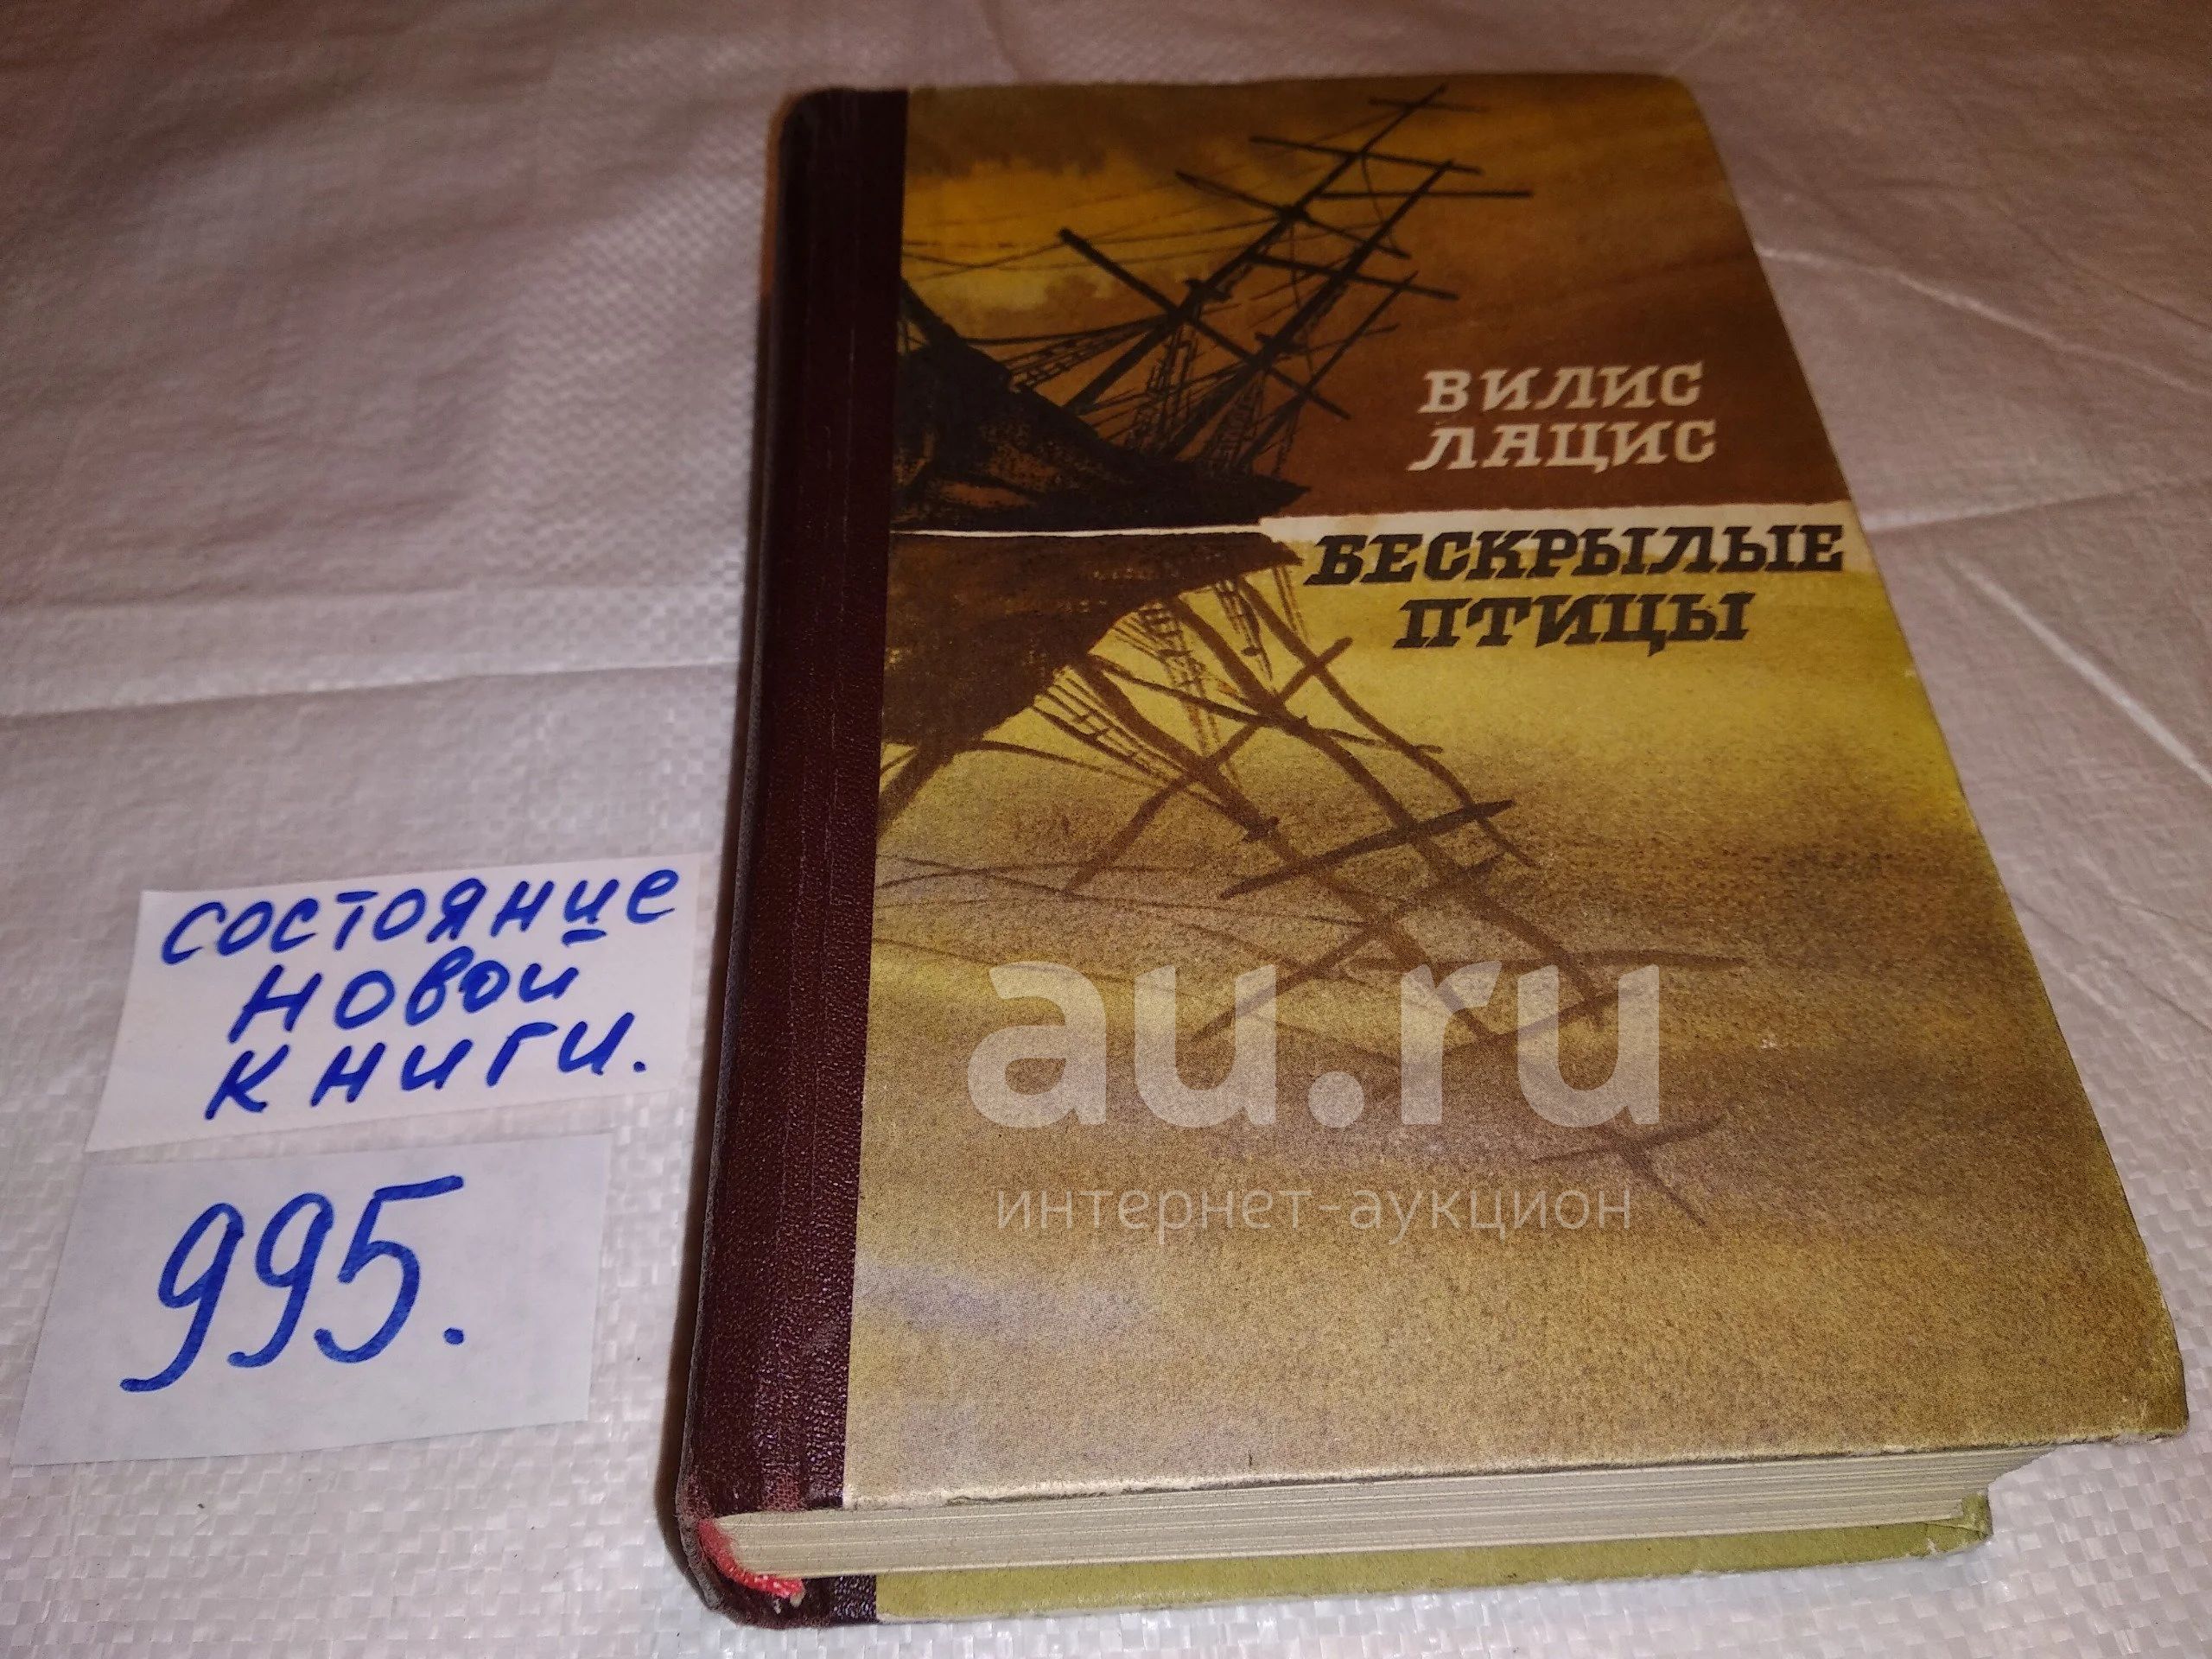 ВИЛИС
ЛАЦИС
БЕСКРЫЛЫЕ
ПТИЦЫ
состояние
новой
книги.
995.
au.ru
интернет-аукцион